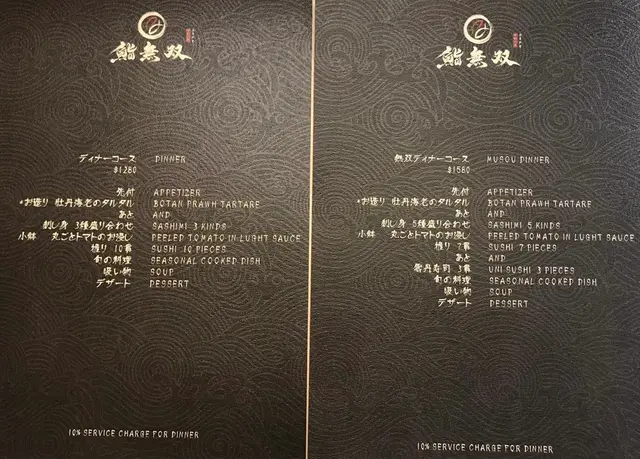 鮨無双
ディナーコース DINNER
$1280
先付 APPETIZER
*お造り 牡丹海老のタルタル BOTAN PRAWH TARTARE
あと AND
刺し身 3種盛り合わせ SASHIMI 3 KINDS
小鉢 丸ごとトマトのお浸し PEELED TOMATO IN LUGHT SAUCE
握り 10貫 SUSHI 10 PIECES
旬の料理 SEASONAL COOKED DISH
吸い物 SOUP
デザート DESSERT
10% SERVICE CHARGE FOR DINNER
鮨無双
無双ディナーコース MUSOU DINNER
$1580
先付 APPETIZER
*お造り 牡丹海老のタルタル BOTAN PRAWH TARTARE
あと AND
刺し身 5種盛り合わせ SASHIMI 5 KINDS
小鉢 丸ごとトマトのお浸し PEELED TOMATO IN LUGHT SAUCE
握り 7貫 SUSHI 7 PIECES
あと AND
寿司 3貫 UNI SUSHI 3 PIECES
旬の料理 SEASONAL COOKED DISH
吸い物 SOUP
デザート DESSERT
10% SERVICE CHARGE FOR DINNER